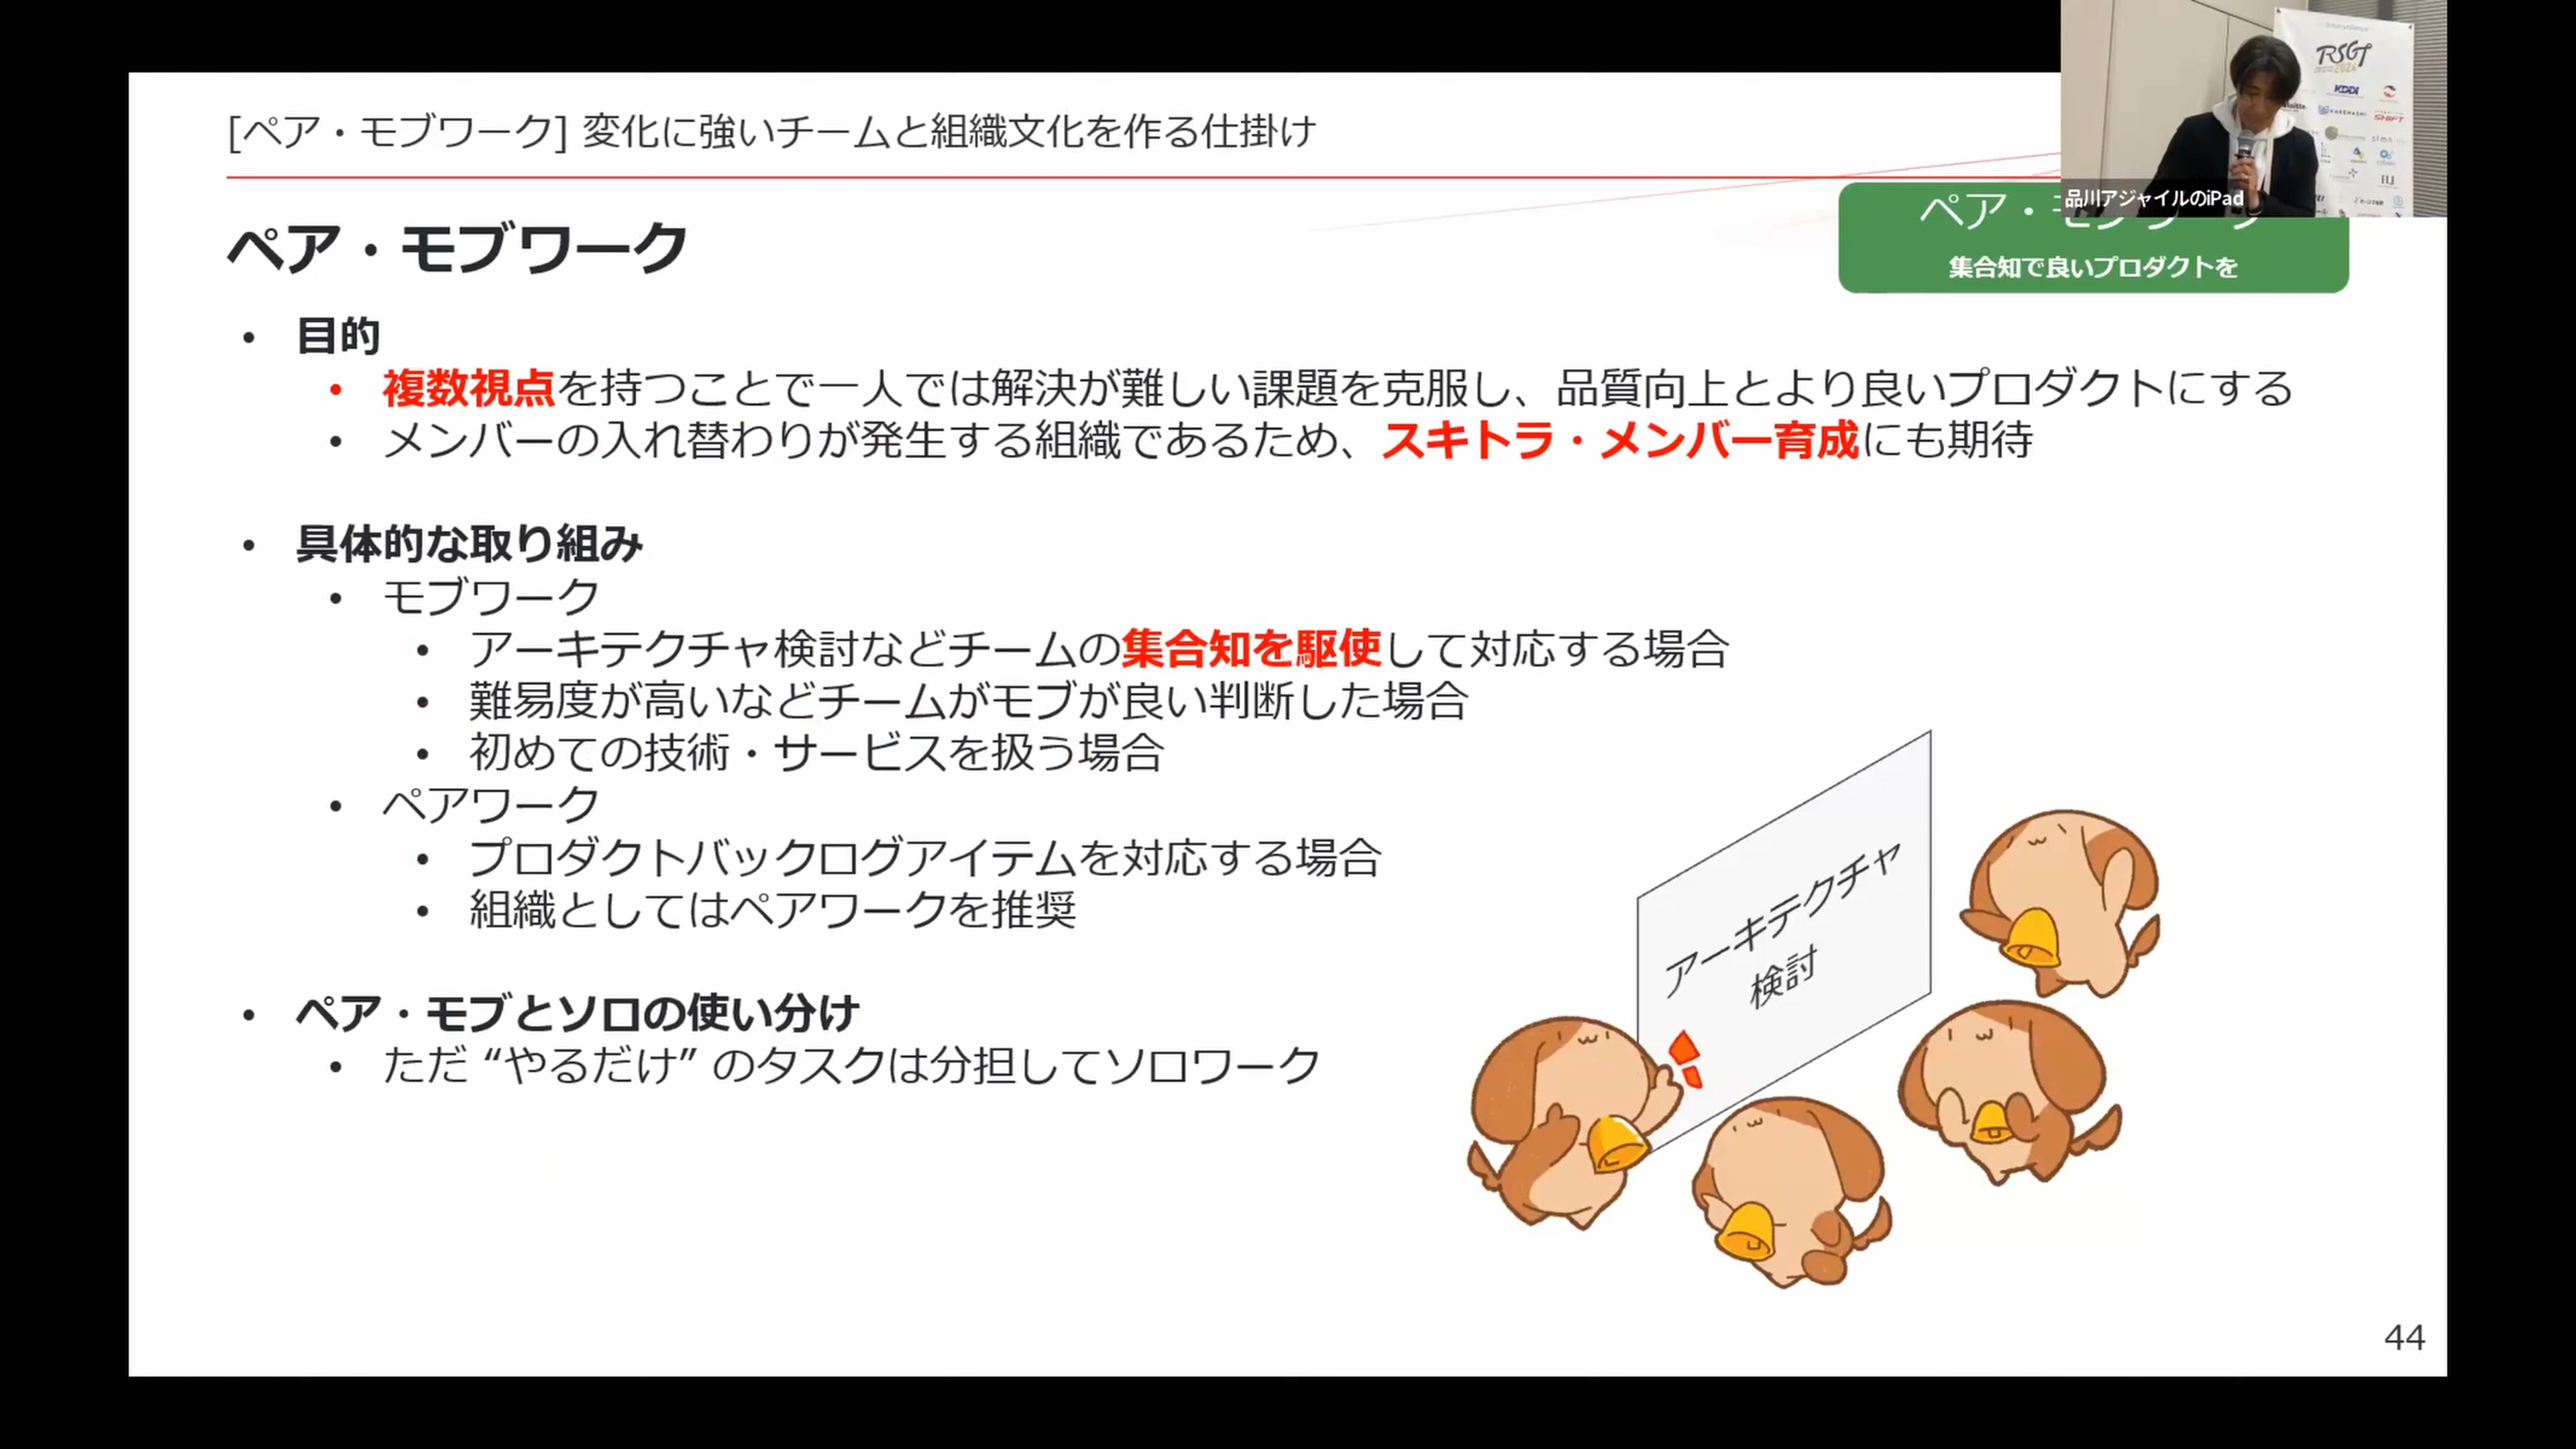 [ペア・モブワーク] 変化に強いチームと組織文化を作る仕掛け
RSGT
2024
KDDI
KAKEHASHI
SHIFT
品川アジャイルのiPad
ペア・モブワーク
集合知で良いプロダクトを
ペア・モブワーク
• 目的
• 複数視点を持つことで一人では解決が難しい課題を克服し、品質向上とより良いプロダクトにする
• メンバーの入れ替わりが発生する組織であるため、スキトラ・メンバー育成にも期待
• 具体的な取り組み
• モブワーク
• アーキテクチャ検討などチームの集合知を駆使して対応する場合
• 難易度が高いなどチームがモブが良い判断した場合
• 初めての技術・サービスを扱う場合
• ペアワーク
• プロダクトバックログアイテムを対応する場合
• 組織としてはペアワークを推奨
• ペア・モブとソロの使い分け
• ただ “やるだけ” のタスクは分担してソロワーク
アーキテクチャ
検討
44